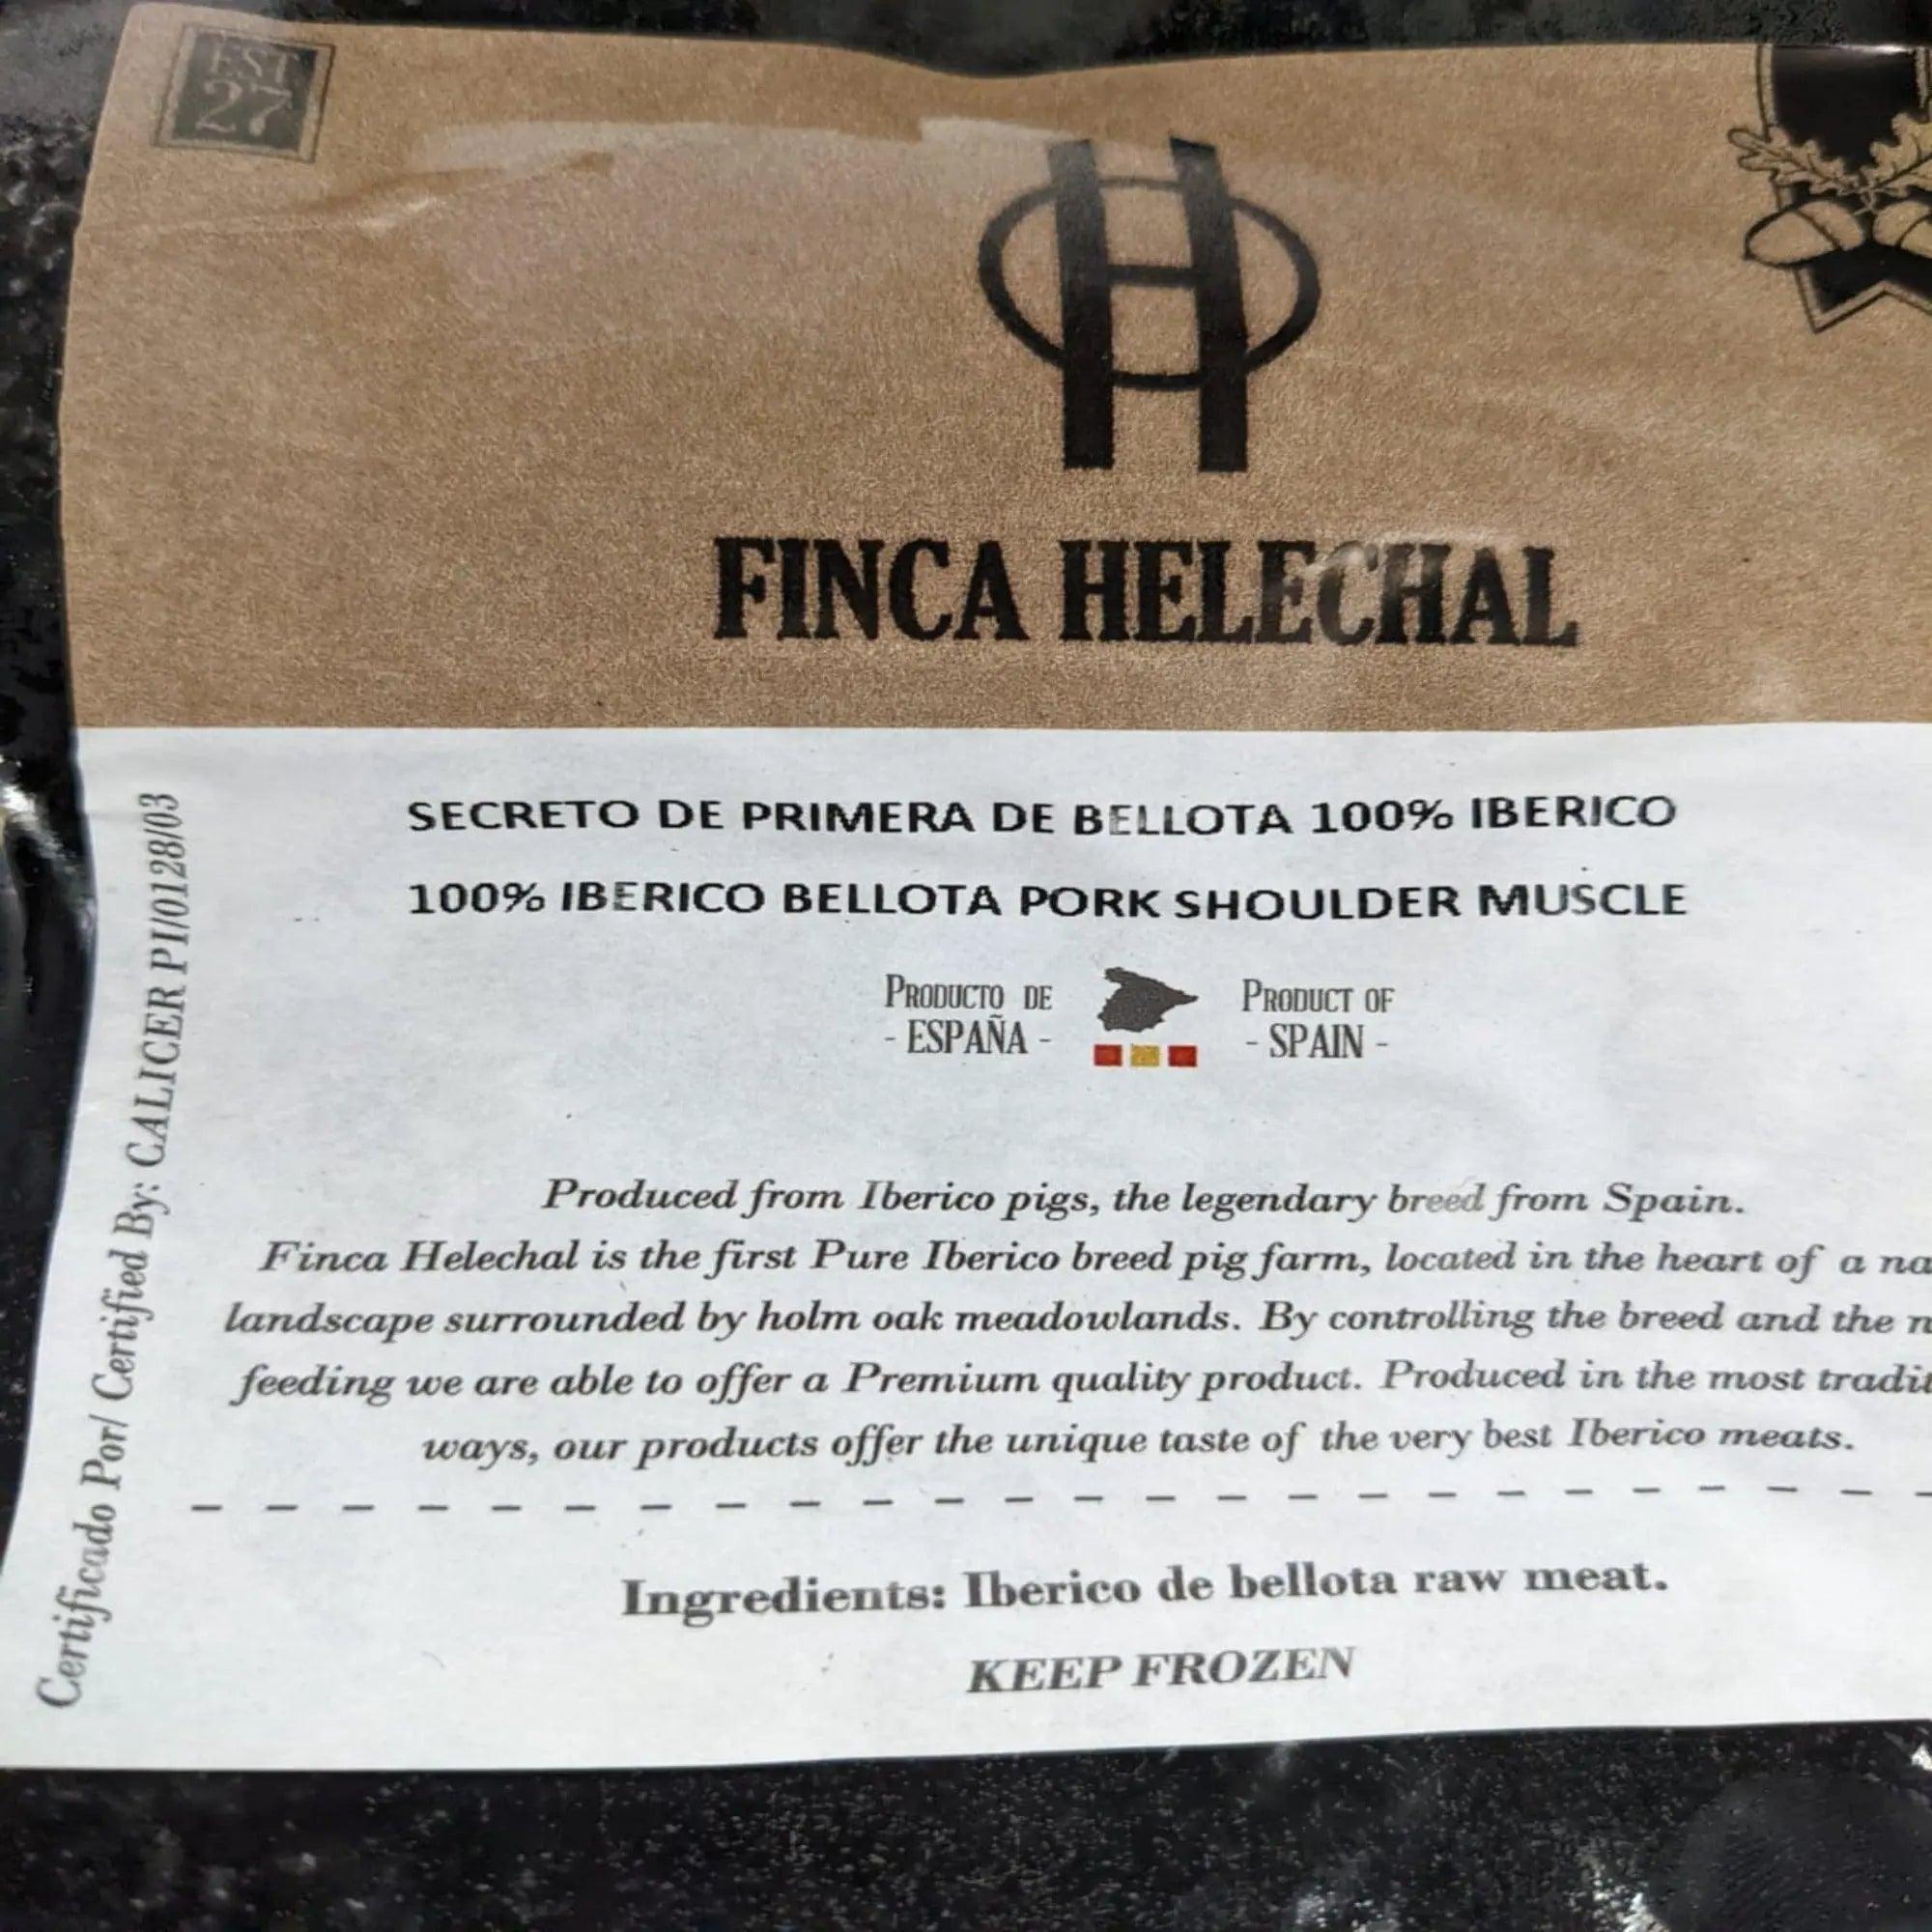 EST
27
FINCA HELECHAL
SECRETO DE PRIMERA DE BELLOTA 100% IBERICO
100% IBERICO BELLOTA PORK SHOULDER MUSCLE
PRODUCTO DE
- ESPAÑA -
PRODUCT OF
- SPAIN -
Produced from Iberico pigs, the legendary breed from Spain.
Finca Helechal is the first Pure Iberico breed pig farm, located in the heart of a
landscape surrounded by holm oak meadowlands. By controlling the breed and the
feeding we are able to offer a Premium quality product. Produced in the most
ways, our products offer the unique taste of the very best Iberico meats.
Ingredients: Iberico de bellota raw meat.
KEEP FROZEN
Certificado Por/ Certified By: CALICER PI/0128/03